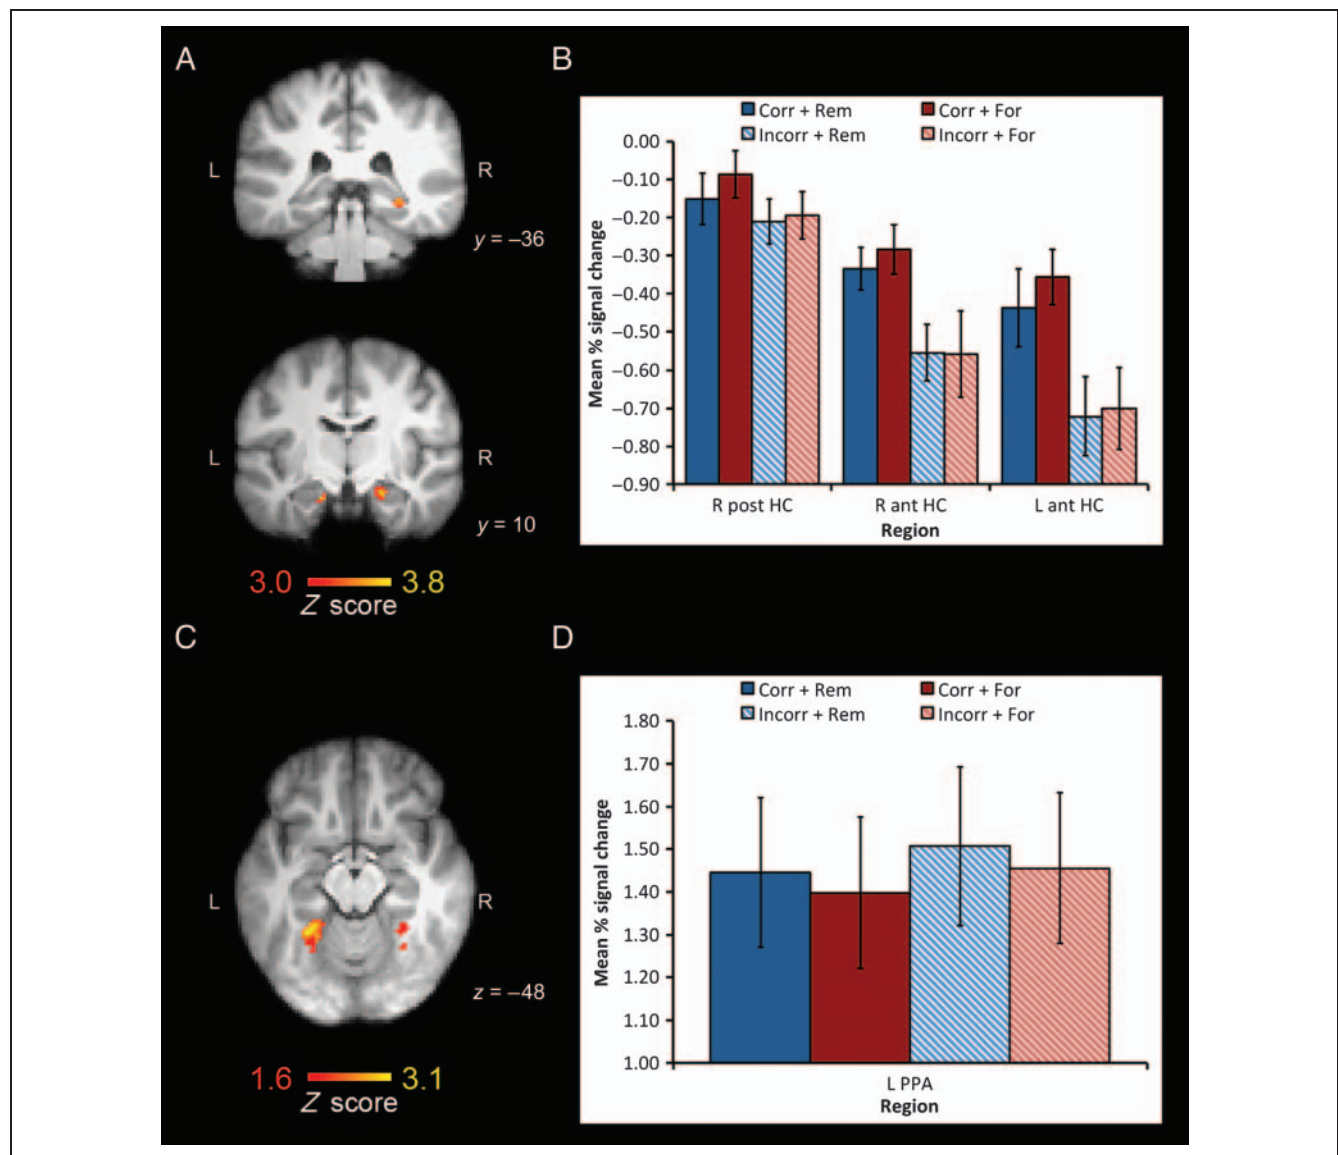 A
L
R
y = –36
L
R
y = 10
3.0 3.8
Z score
B
Corr + Rem Corr + For
Incorr + Rem Incorr + For
0.00
–0.10
–0.20
–0.30
–0.40
–0.50
–0.60
–0.70
–0.80
–0.90
Mean % signal change
R post HC R ant HC L ant HC
Region
C
L
R
z = –48
1.6 3.1
Z score
D
Corr + Rem Corr + For
Incorr + Rem Incorr + For
1.80
1.70
1.60
1.50
1.40
1.30
1.20
1.10
1.00
Mean % signal change
L PPA
Region